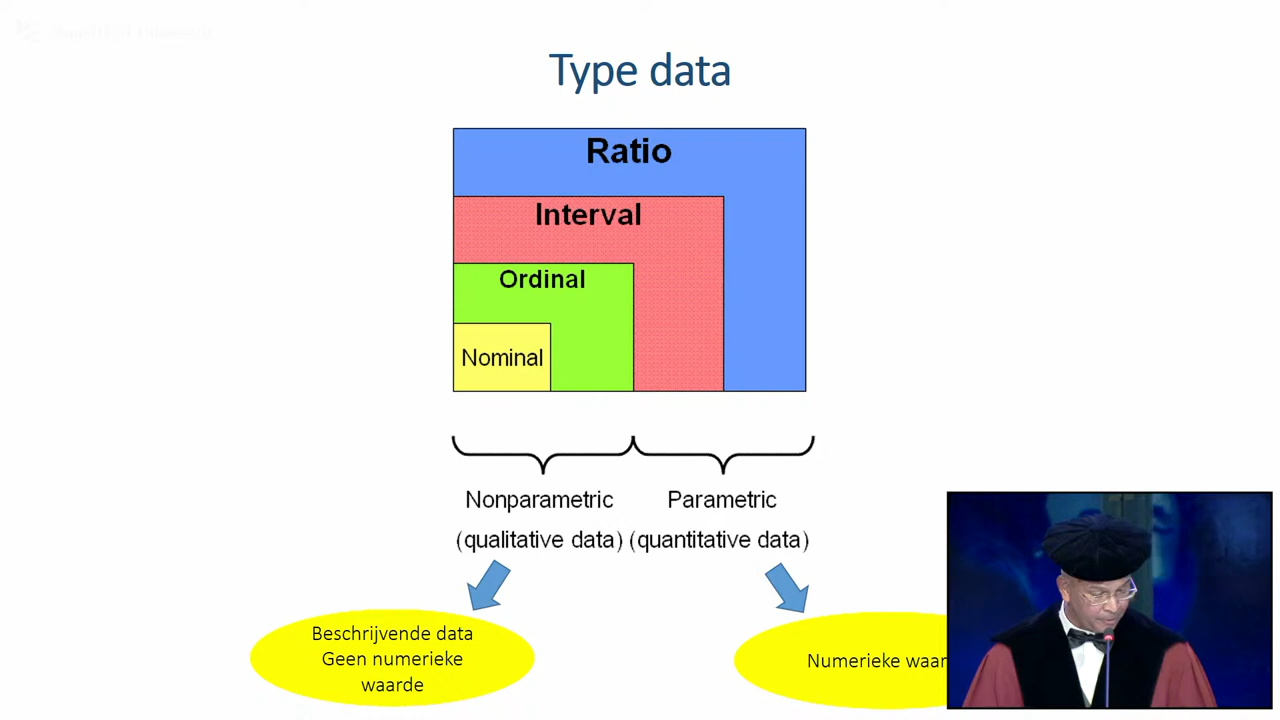 Type data
Ratio
Interval
Ordinal
Nominal
Nonparametric
(qualitative data)
Parametric
(quantitative data)
Beschrijvende data
Geen numerieke
waarde
Numerieke waar